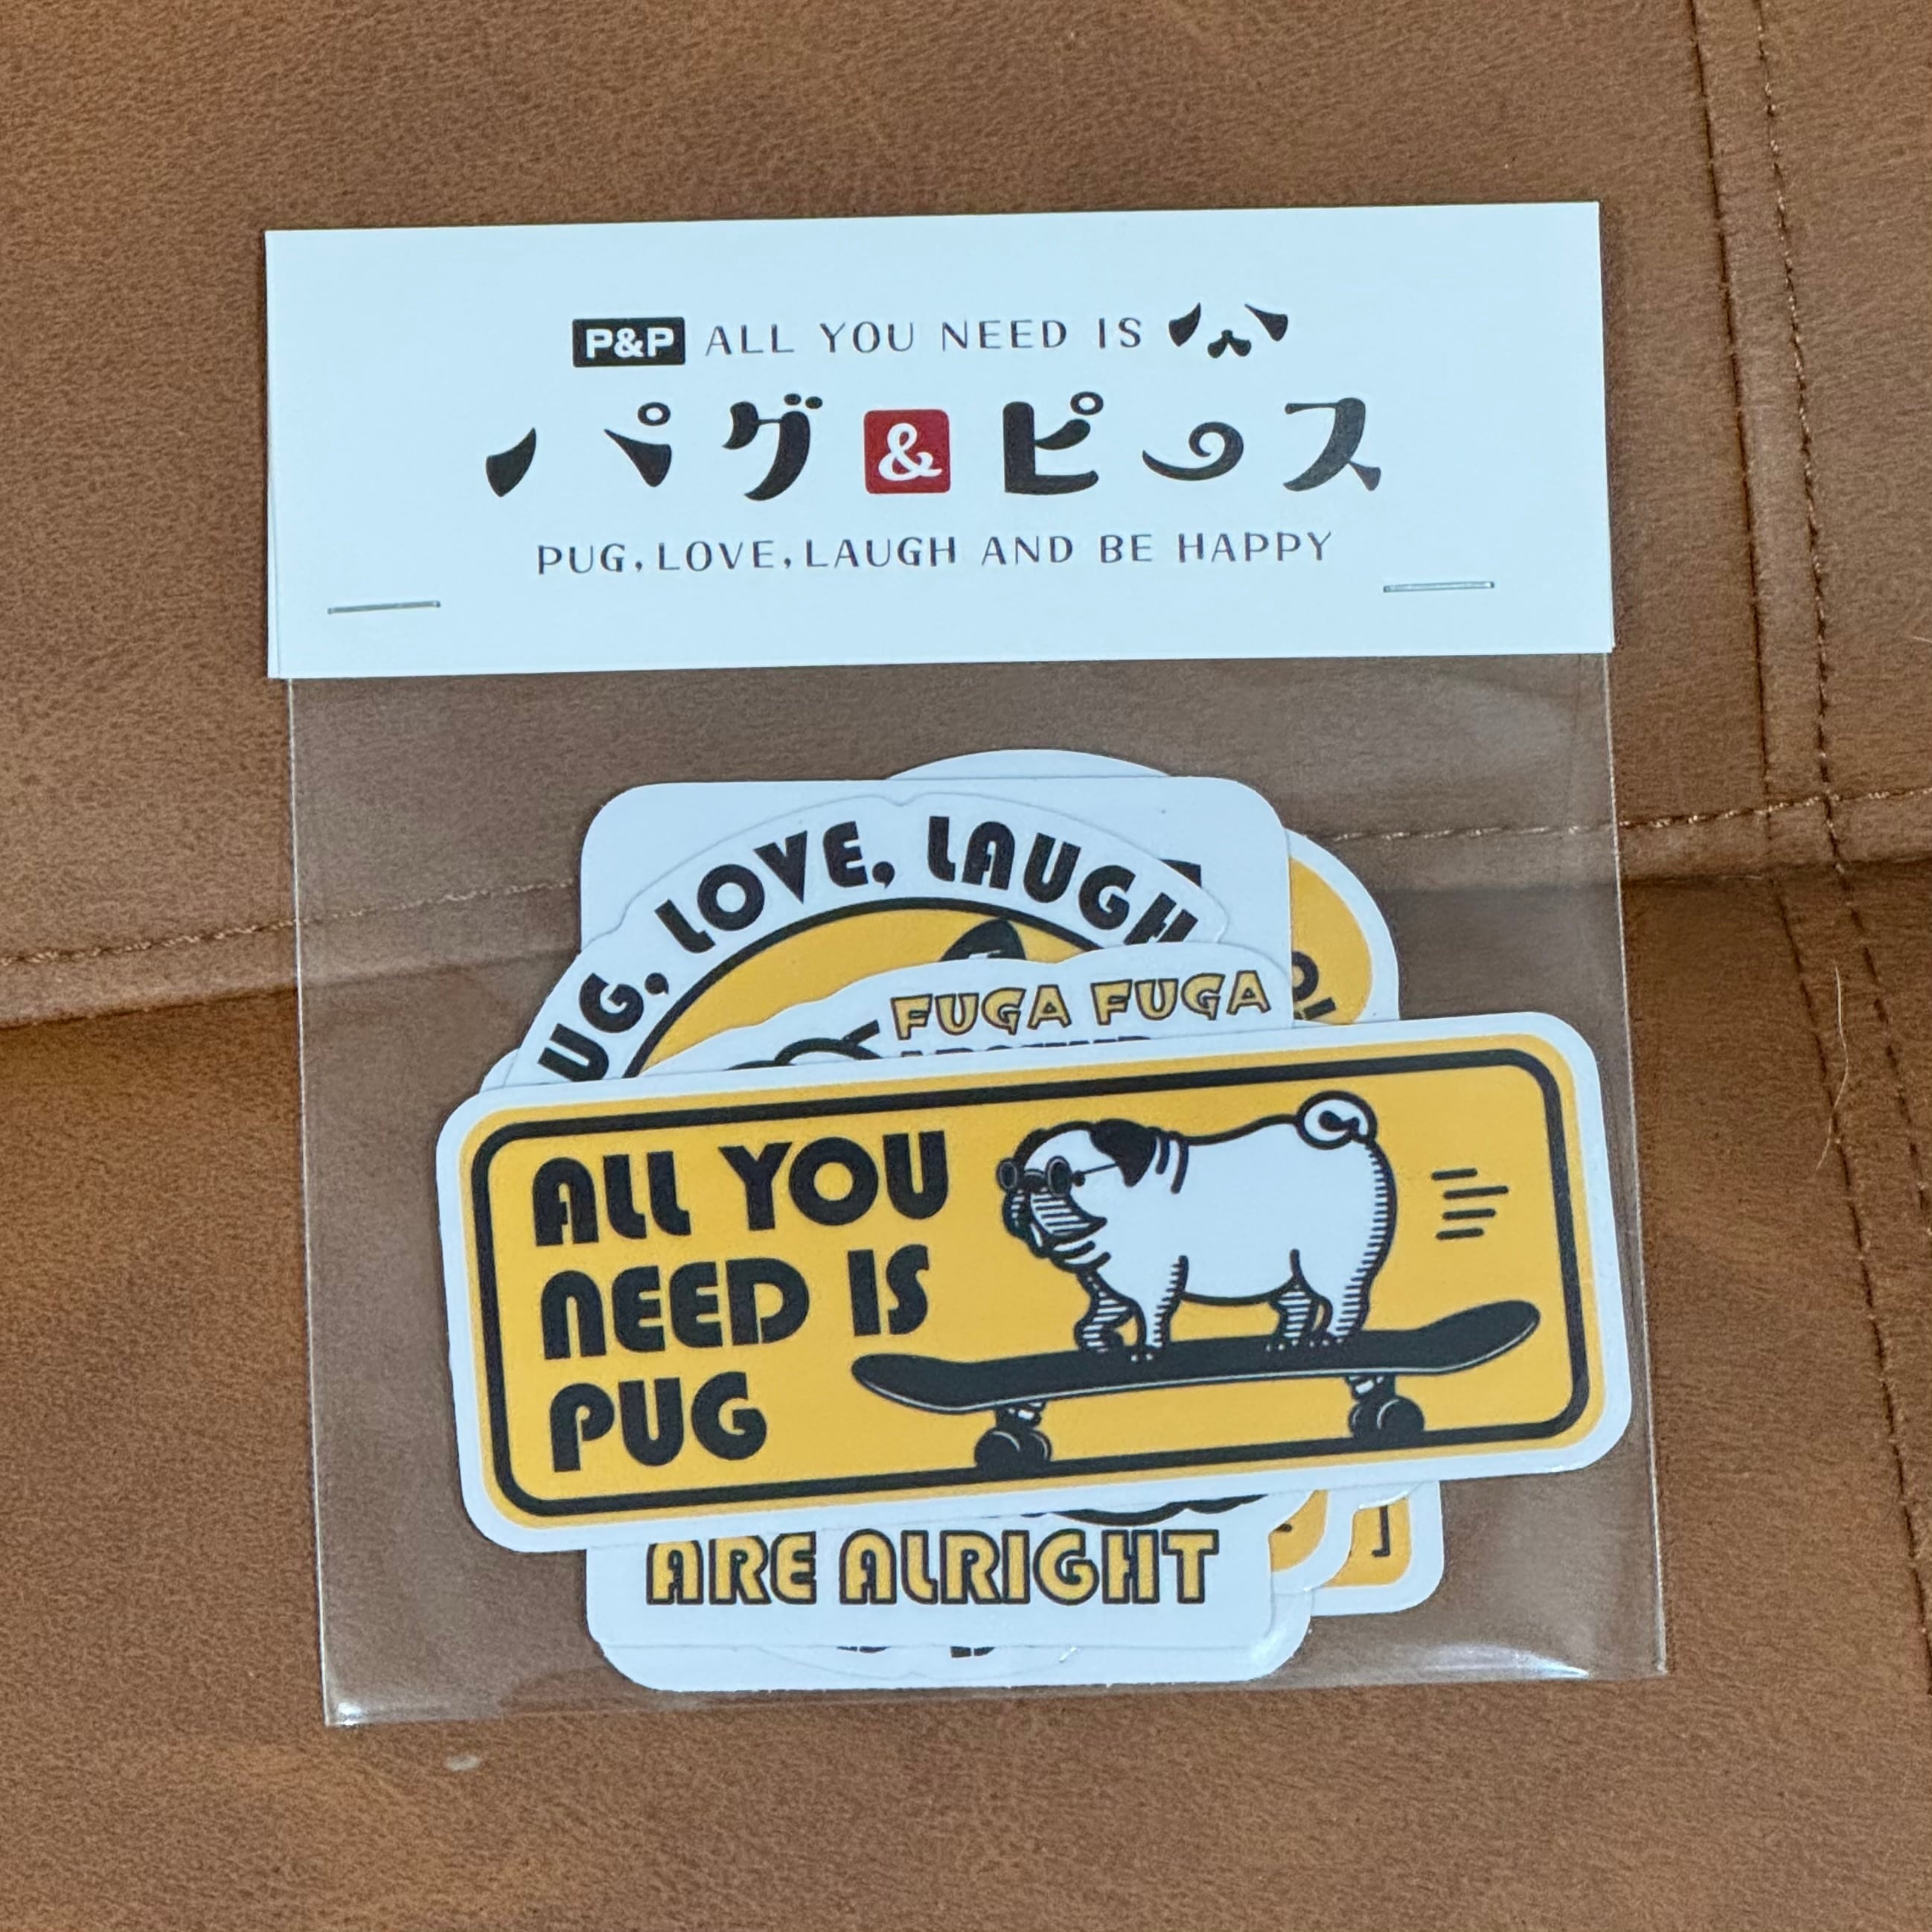 P&P ALL YOU NEED IS
パグ&ピース
PUG, LOVE, LAUGH AND BE HAPPY
UG, LOVE, LAUGH
FUGA FUGA
ALL YOU
NEED IS
PUG
ARE ALRIGHT